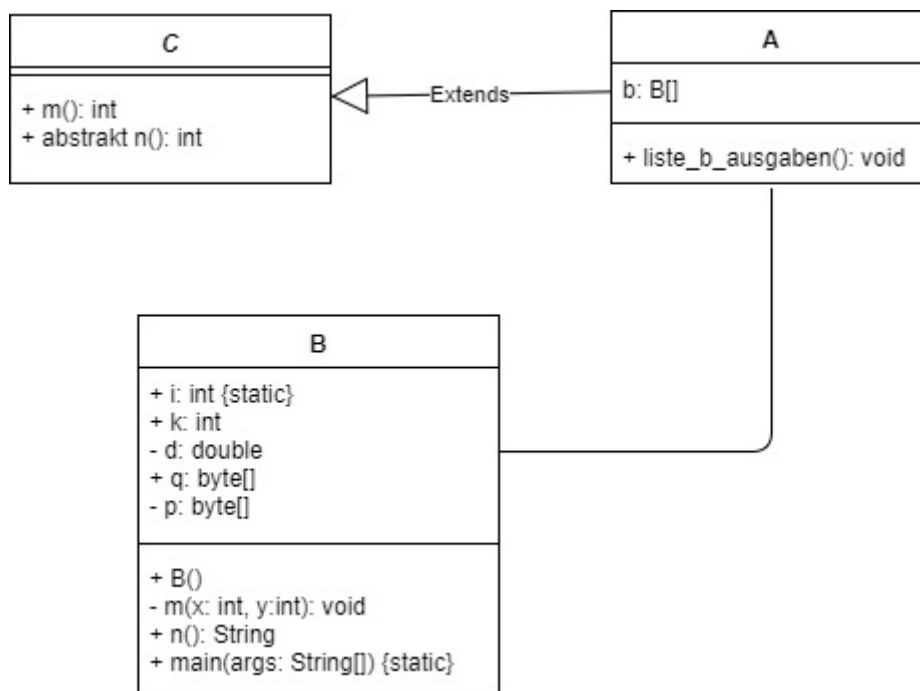 C
+ m(): int
+ abstrakt n(): int
Extends
A
b: B[]
+ liste_b_ausgaben(): void
B
+ i: int {static}
+ k: int
- d: double
+ q: byte[]
- p: byte[]
+ B()
- m(x: int, y:int): void
+ n(): String
+ main(args: String[]) {static}